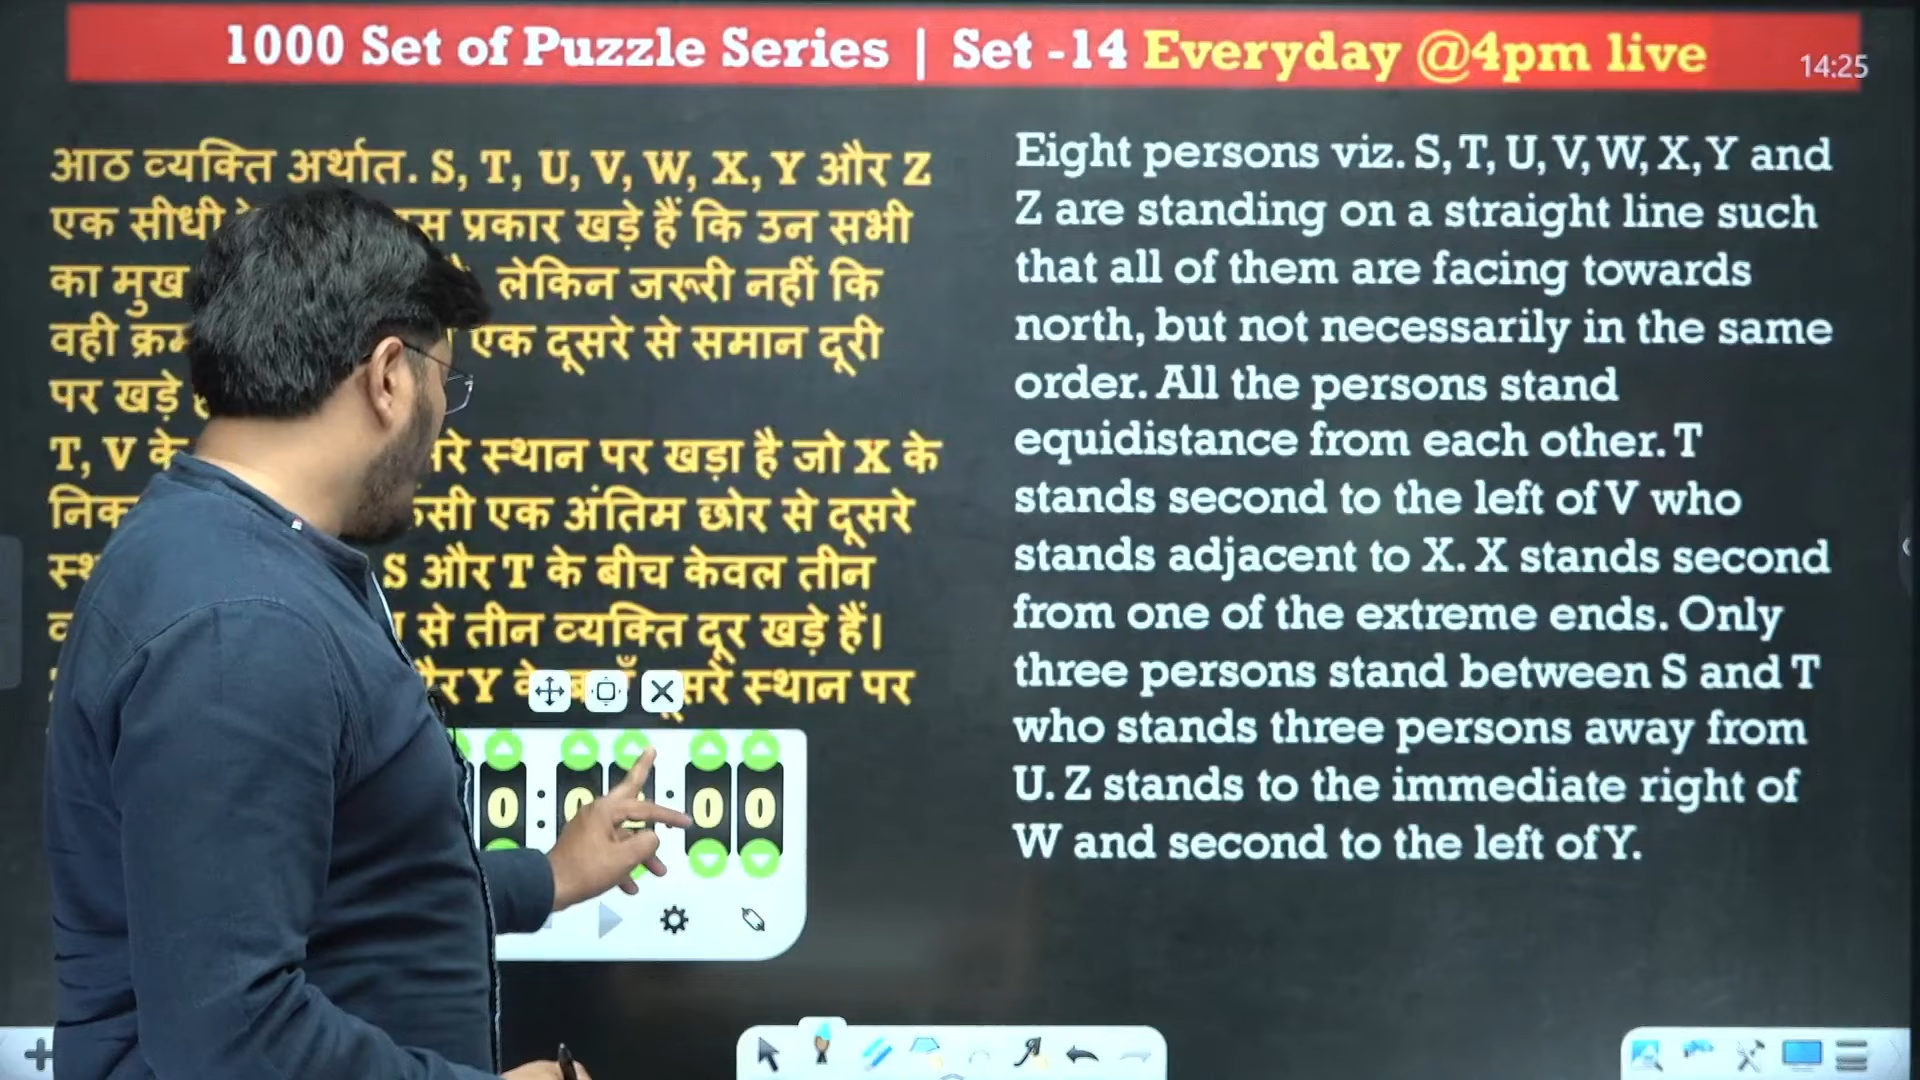 1000 Set of Puzzle Series | Set -14 Everyday @4pm live
14:25
आठ व्यक्ति अर्थात. S, T, U, V, W, X, Y और Z
एक सीधी प्रकार खड़े हैं कि उन सभी
का मुख लेकिन जरूरी नहीं कि
वही एक दूसरे से समान दूरी
पर खड़े
T, V के स्थान पर खड़ा है जो X के
एक अंतिम छोर से दूसरे
S और T के बीच केवल तीन
से तीन व्यक्ति दूर खड़े हैं।
Y स्थान पर
0 : 0 : 0 0
Eight persons viz. S, T, U, V, W, X, Y and
Z are standing on a straight line such
that all of them are facing towards
north, but not necessarily in the same
order. All the persons stand
equidistance from each other. T
stands second to the left of V who
stands adjacent to X. X stands second
from one of the extreme ends. Only
three persons stand between S and T
who stands three persons away from
U. Z stands to the immediate right of
W and second to the left of Y.